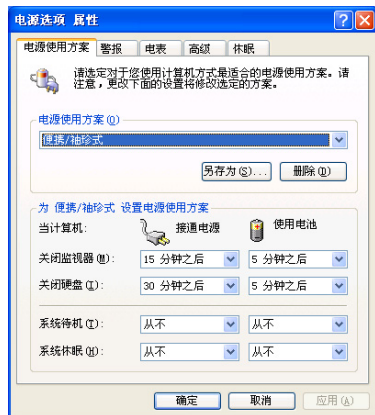 电源选项 属性
电源使用方案 警报 电表 高级 休眠
请选定对于您使用计算机方式最适合的电源使用方案。请
注意，更改下面的设置将修改选定的方案。
电源使用方案(O)
便携/袖珍式
另存为(S)... 删除(D)
为 便携/袖珍式 设置电源使用方案
当计算机: 接通电源 使用电池
关闭监视器(M): 15 分钟之后 5 分钟之后
关闭硬盘(I): 30 分钟之后 5 分钟之后
系统待机(T): 从不 从不
系统休眠(H): 从不 从不
确定 取消 应用(A)